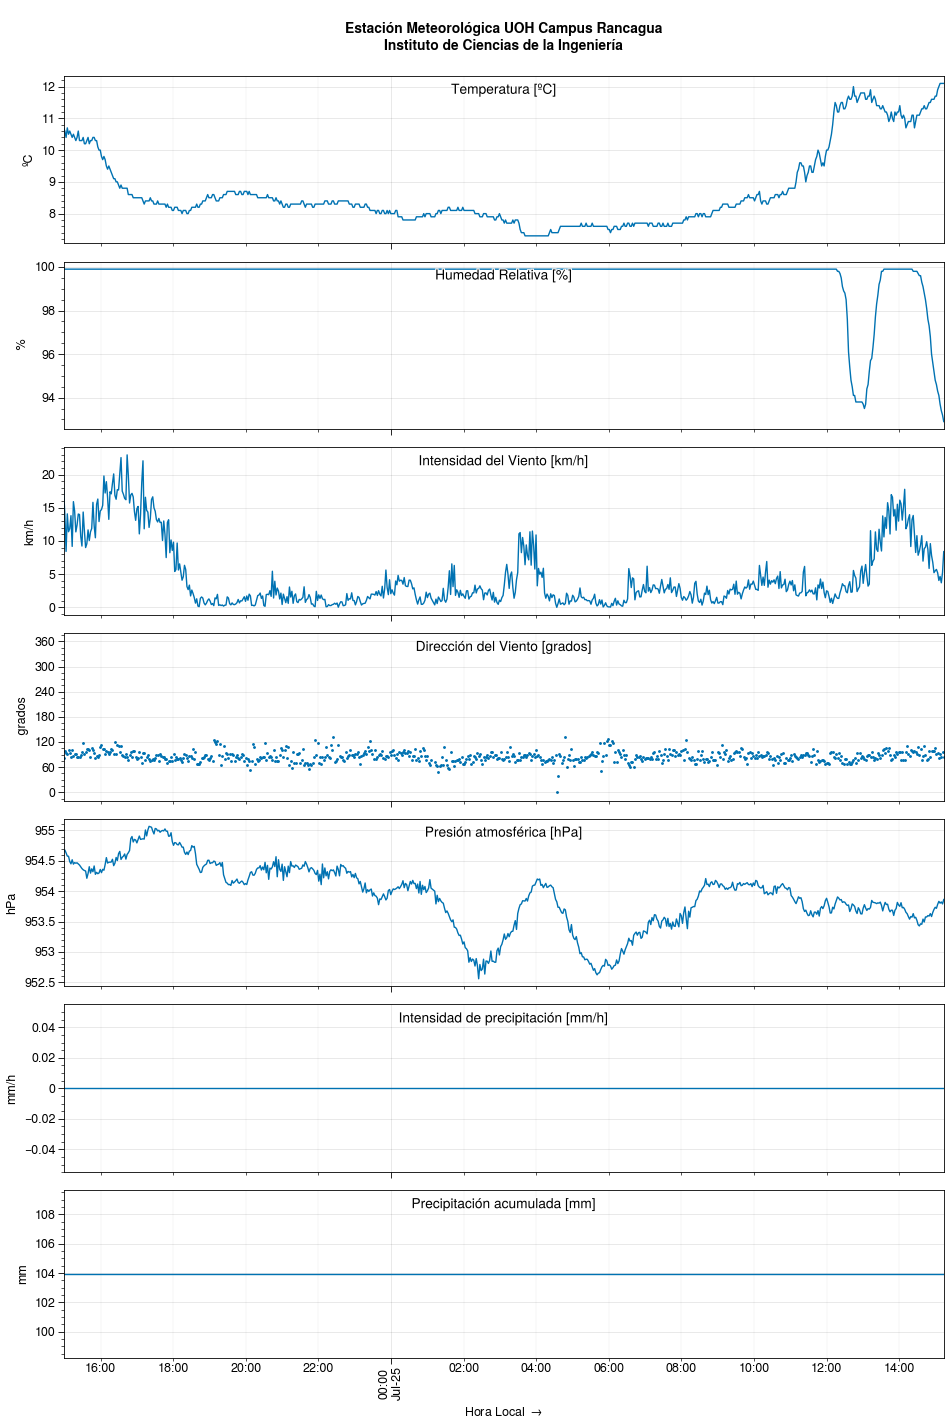 Estación Meteorológica UOH Campus Rancagua
Instituto de Ciencias de la Ingeniería
Temperatura [ºC]
ºC
12
11
10
9
8
Humedad Relativa [%]
%
100
98
96
94
Intensidad del Viento [km/h]
km/h
20
15
10
5
0
Dirección del Viento [grados]
grados
360
300
240
180
120
60
0
Presión atmosférica [hPa]
hPa
955
954.5
954
953.5
953
952.5
Intensidad de precipitación [mm/h]
mm/h
0.04
0.02
0
−0.02
−0.04
Precipitación acumulada [mm]
mm
108
106
104
102
100
16:00 18:00 20:00 22:00 00:00 02:00 04:00 06:00 08:00 10:00 12:00 14:00
Jul-25
Hora Local →